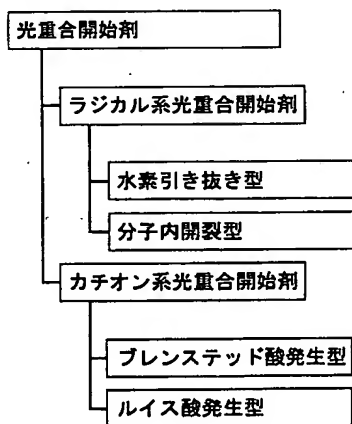 光重合開始剤
ラジカル系光重合開始剤
水素引き抜き型
分子内開裂型
カチオン系光重合開始剤
ブレンステッド酸発生型
ルイス酸発生型